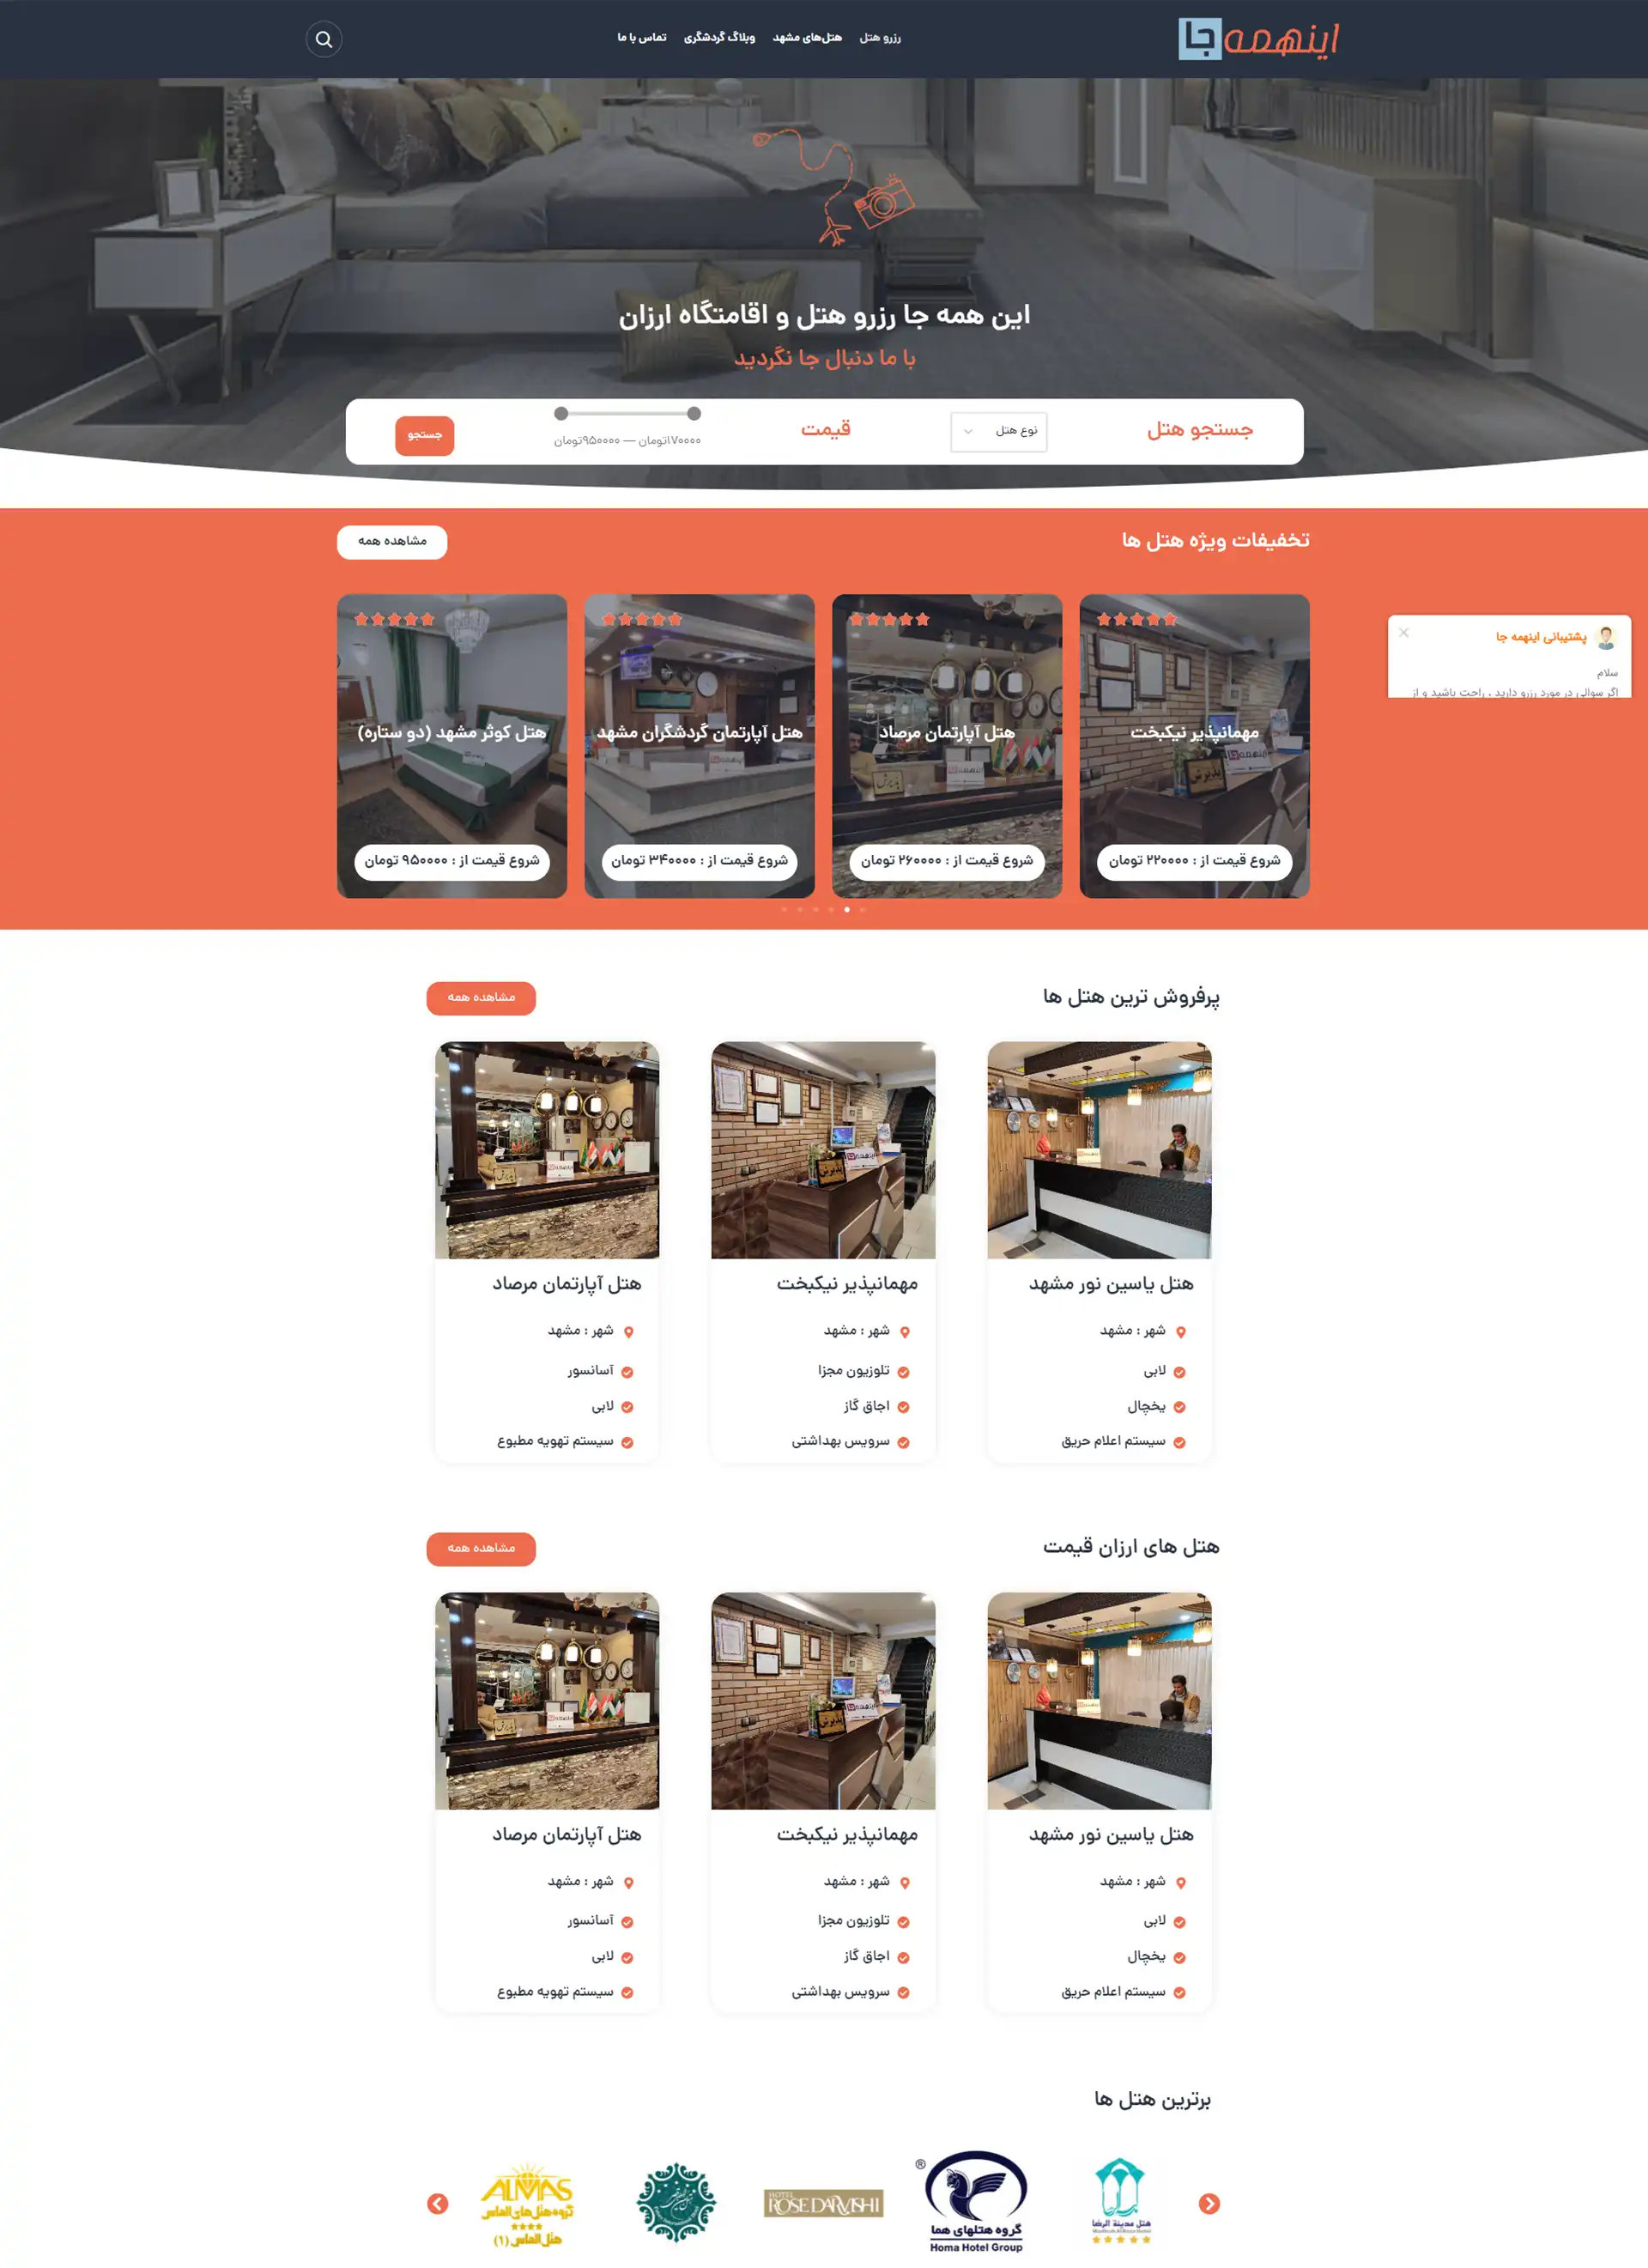 اینهمه جا
رزرو هتل
هتل‌های مشهد
وبلاگ گردشگری
تماس با ما
این همه جا رزرو هتل و اقامتگاه ارزان
با ما دنبال جا نگردید
جستجو هتل
نوع هتل
قیمت
۱۷۰۰۰۰تومان — ۹۵۰۰۰۰تومان
جستجو
تخفیفات ویژه هتل ها
مشاهده همه
مهمانپذیر نیکبخت
شروع قیمت از : ۲۲۰۰۰۰ تومان
هتل آپارتمان مرصاد
شروع قیمت از : ۲۶۰۰۰۰ تومان
هتل آپارتمان گردشگران مشهد
شروع قیمت از : ۳۴۰۰۰۰ تومان
هتل کوثر مشهد (دو ستاره)
شروع قیمت از : ۹۵۰۰۰۰ تومان
پشتیبانی اینهمه جا
سلام
اگر سوالی در مورد رزرو دارید ، راحت باشید و از
پرفروش ترین هتل ها
مشاهده همه
هتل یاسین نور مشهد
شهر : مشهد
لابی
یخچال
سیستم اعلام حریق
مهمانپذیر نیکبخت
شهر : مشهد
تلوزیون مجزا
اجاق گاز
سرویس بهداشتی
هتل آپارتمان مرصاد
شهر : مشهد
آسانسور
لابی
سیستم تهویه مطبوع
هتل های ارزان قیمت
مشاهده همه
هتل یاسین نور مشهد
شهر : مشهد
لابی
یخچال
سیستم اعلام حریق
مهمانپذیر نیکبخت
شهر : مشهد
تلوزیون مجزا
اجاق گاز
سرویس بهداشتی
هتل آپارتمان مرصاد
شهر : مشهد
آسانسور
لابی
سیستم تهویه مطبوع
برترین هتل ها
هتل مدینة الرضا
®
گروه هتلهای هما
Homa Hotel Group
HOTEL
ROSE DARVISHI
ALMAS
گروه هتل های الماس
هتل الماس (۱)